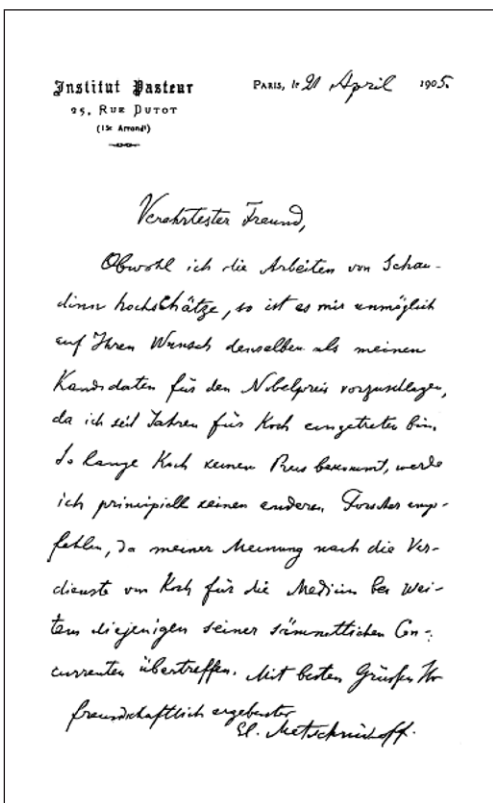 Institut Pasteur
25, RUE DUTOT
(15e Arrondt)
PARIS, le 21 April 1905.
Verehrtester Freund,
Obwohl ich die Arbeiten von Schau-
dinn hochschätze, so ist es mir unmöglich
auf Ihren Wunsch denselben als meinen
Kandidaten für den Nobelpreis vorzuschlagen,
da ich seit Jahren für Koch eingetreten bin.
So lange Koch keinen Preis bekommt, werde
ich principiell keinen anderen Forscher emp-
fehlen, da meiner Meinung nach die Ver-
dienste von Koch für die Medicin bei Wei-
tem diejenigen seiner sämmtlichen Con-
currenten übertreffen. Mit besten Grüssen Ihr
freundschaftlich ergebenster
El. Metschnikoff.